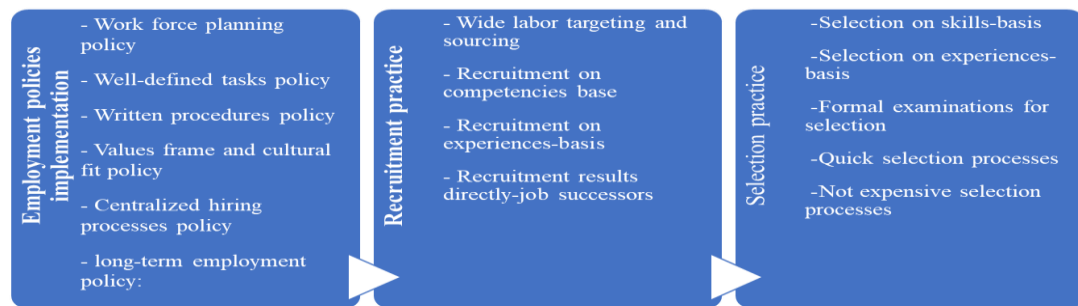 Employment policies
implementation
- Work force planning
policy
- Well-defined tasks policy
- Written procedures policy
- Values frame and cultural
fit policy
- Centralized hiring
processes policy
- long-term employment
policy:
Recruitment practice
- Wide labor targeting and
sourcing
- Recruitment on
competencies base
- Recruitment on
experiences-basis
- Recruitment results
directly-job successors
Selection practice
-Selection on skills-basis
-Selection on experiences-
basis
-Formal examinations for
selection
-Quick selection processes
-Not expensive selection
processes